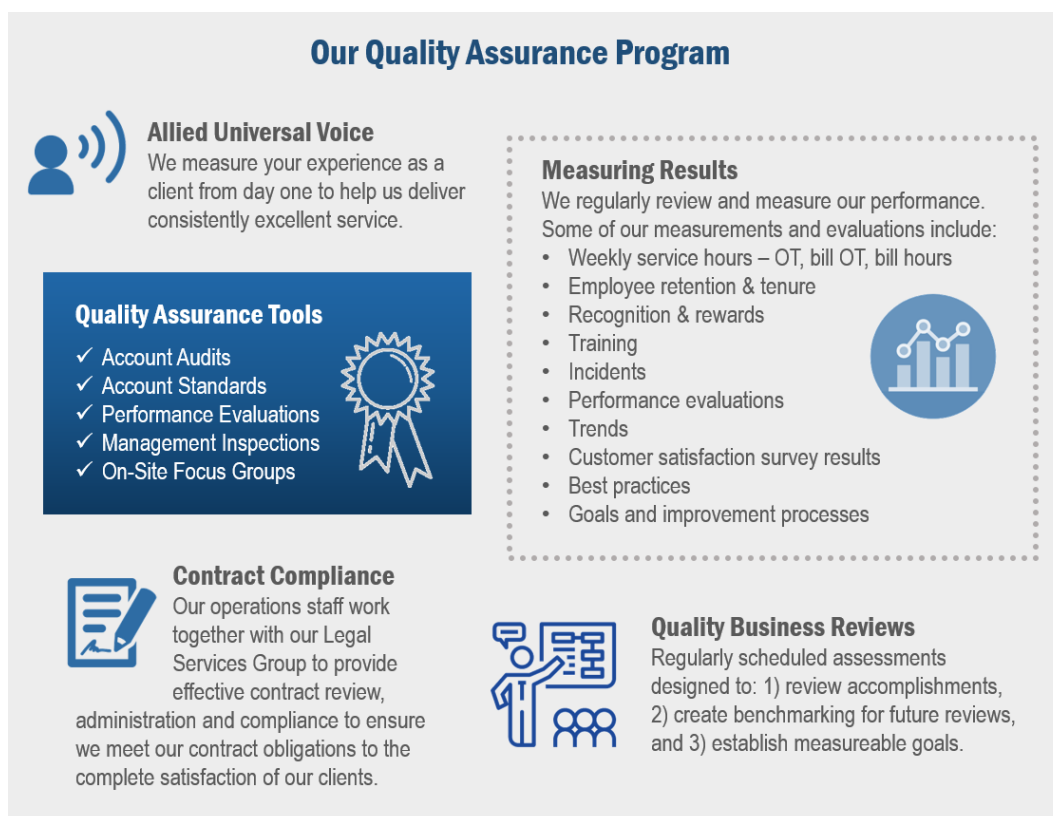 Our Quality Assurance Program
Allied Universal Voice
We measure your experience as a
client from day one to help us deliver
consistently excellent service.
Quality Assurance Tools
✓ Account Audits
✓ Account Standards
✓ Performance Evaluations
✓ Management Inspections
✓ On-Site Focus Groups
Contract Compliance
Our operations staff work
together with our Legal
Services Group to provide
effective contract review,
administration and compliance to ensure
we meet our contract obligations to the
complete satisfaction of our clients.
Measuring Results
We regularly review and measure our performance.
Some of our measurements and evaluations include:
• Weekly service hours – OT, bill OT, bill hours
• Employee retention & tenure
• Recognition & rewards
• Training
• Incidents
• Performance evaluations
• Trends
• Customer satisfaction survey results
• Best practices
• Goals and improvement processes
Quality Business Reviews
Regularly scheduled assessments
designed to: 1) review accomplishments,
2) create benchmarking for future reviews,
and 3) establish measureable goals.